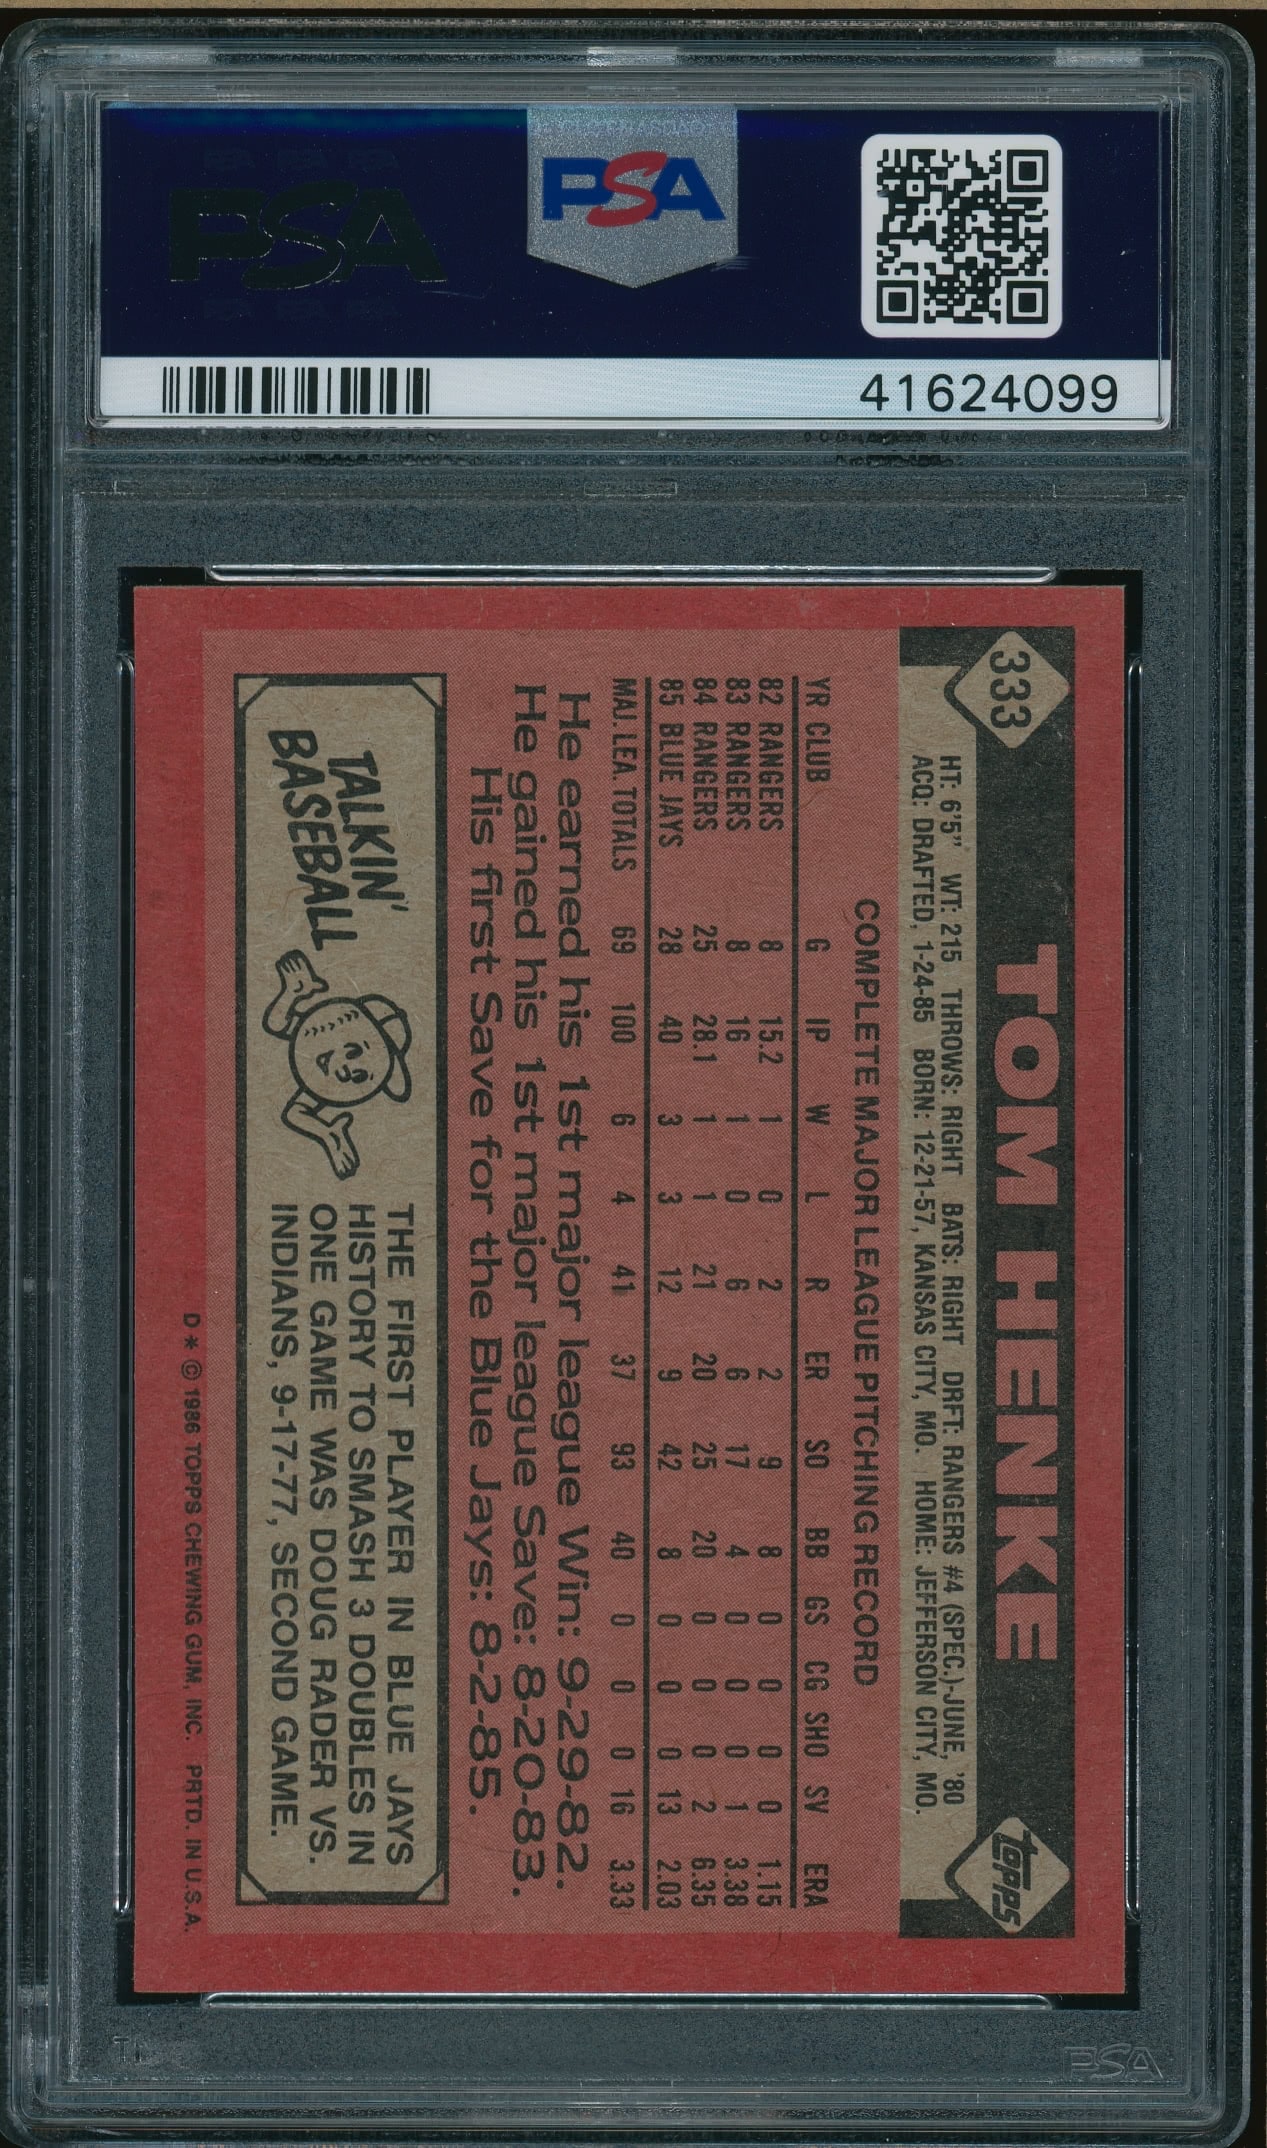 PSA
PSA
41624099
333
TOM HENKE
Topps
HT: 6'5" WT: 215 THROWS: RIGHT BATS: RIGHT DRFT: RANGERS #4 (SPEC.)-JUNE, '80
ACQ: DRAFTED, 1-24-85 BORN: 12-21-57, KANSAS CITY, MO. HOME: JEFFERSON CITY, MO.
COMPLETE MAJOR LEAGUE PITCHING RECORD
YR CLUB G IP W L R ER SO BB GS CG SHO SV ERA
82 RANGERS 8 15.2 1 0 2 2 9 8 0 0 0 0 1.15
83 RANGERS 8 16 1 0 6 6 17 4 0 0 0 1 3.38
84 RANGERS 25 28.1 1 1 21 20 25 20 0 0 0 2 6.35
85 BLUE JAYS 28 40 3 3 12 9 42 8 0 0 0 13 2.03
MAJ. LEA. TOTALS 69 100 6 4 41 37 93 40 0 0 0 16 3.33
He earned his 1st major league Win: 9-29-82.
He gained his 1st major league Save: 8-20-83.
His first Save for the Blue Jays: 8-2-85.
TALKIN'
BASEBALL
THE FIRST PLAYER IN BLUE JAYS
HISTORY TO SMASH 3 DOUBLES IN
ONE GAME WAS DOUG RADER VS.
INDIANS, 9-17-77, SECOND GAME.
D* © 1986 TOPPS CHEWING GUM, INC. PRTD. IN U.S.A.
PSA